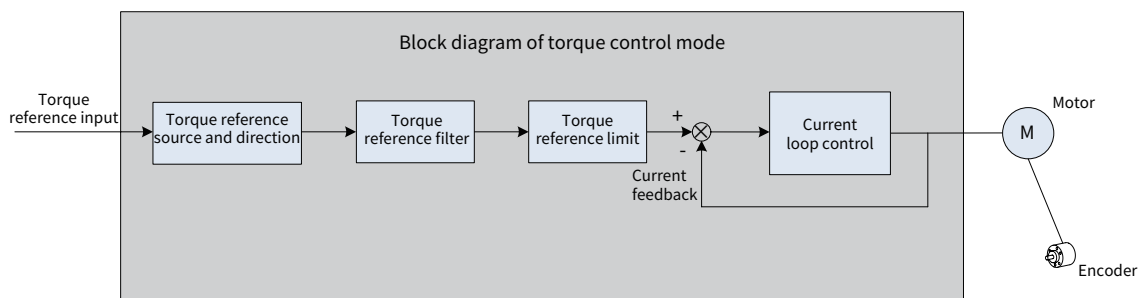 Block diagram of torque control mode
Torque
reference input
Torque reference
source and direction
Torque
reference filter
Torque
reference limit
+
-
Current
feedback
Current
loop control
Motor
M
Encoder